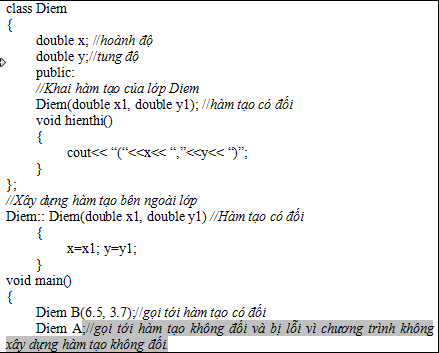 class Diem
{
double x; //hoành độ
double y;//tung độ
public:
//Khai hàm tạo của lớp Diem
Diem(double x1, double y1); //hàm tạo có đối
void hienthi()
{
cout<< “(“<<x<< “,”<<y<< “)”;
}
};
//Xây dựng hàm tạo bên ngoài lớp
Diem:: Diem(double x1, double y1) //Hàm tạo có đối
{
x=x1; y=y1;
}
void main()
{
Diem B(6.5, 3.7);//gọi tới hàm tạo có đối
Diem A;//gọi tới hàm tạo không đối và bị lỗi vì chương trình không
xây dựng hàm tạo không đối.